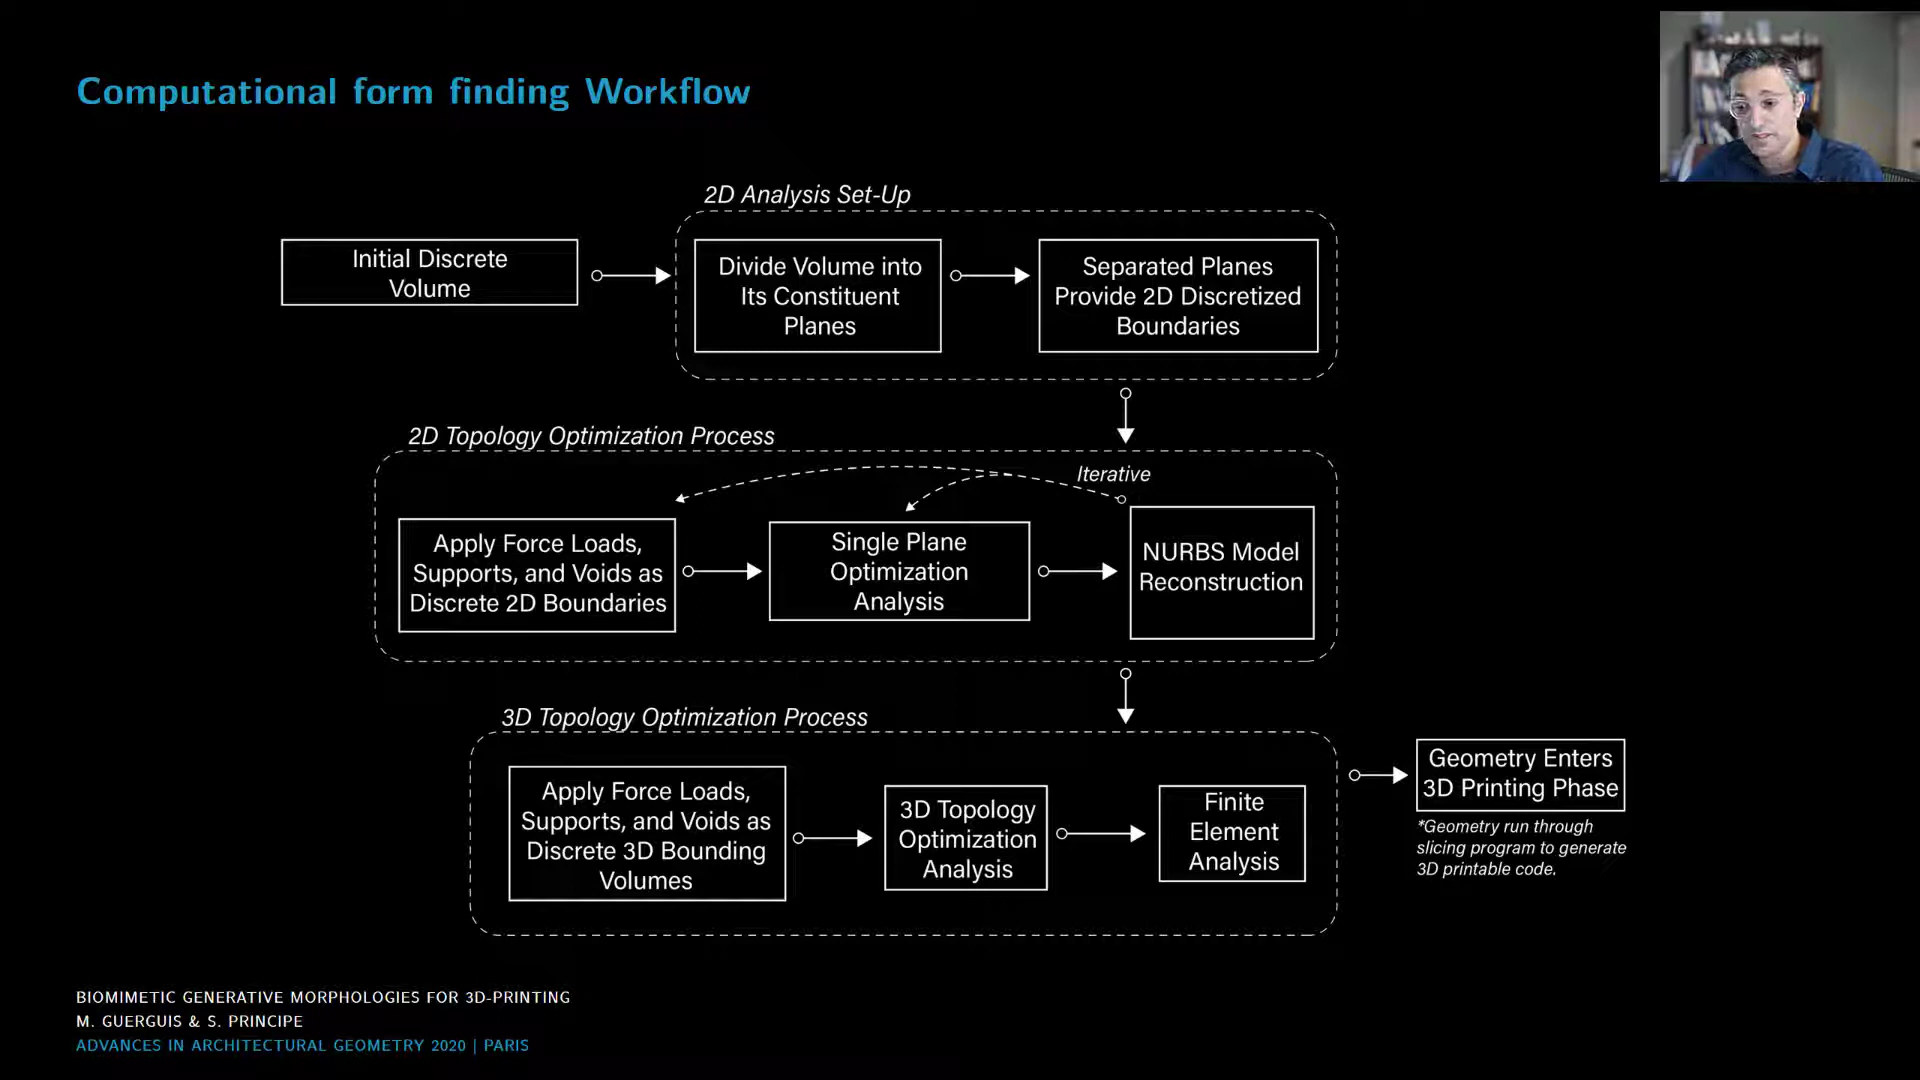 Computational form finding Workflow
2D Analysis Set-Up
Initial Discrete
Volume
Divide Volume into
Its Constituent
Planes
Separated Planes
Provide 2D Discretized
Boundaries
2D Topology Optimization Process
Iterative
Apply Force Loads,
Supports, and Voids as
Discrete 2D Boundaries
Single Plane
Optimization
Analysis
NURBS Model
Reconstruction
3D Topology Optimization Process
Apply Force Loads,
Supports, and Voids as
Discrete 3D Bounding
Volumes
3D Topology
Optimization
Analysis
Finite
Element
Analysis
Geometry Enters
3D Printing Phase
*Geometry run through
slicing program to generate
3D printable code.
BIOMIMETIC GENERATIVE MORPHOLOGIES FOR 3D-PRINTING
M. GUERGUIS & S. PRINCIPE
ADVANCES IN ARCHITECTURAL GEOMETRY 2020 | PARIS